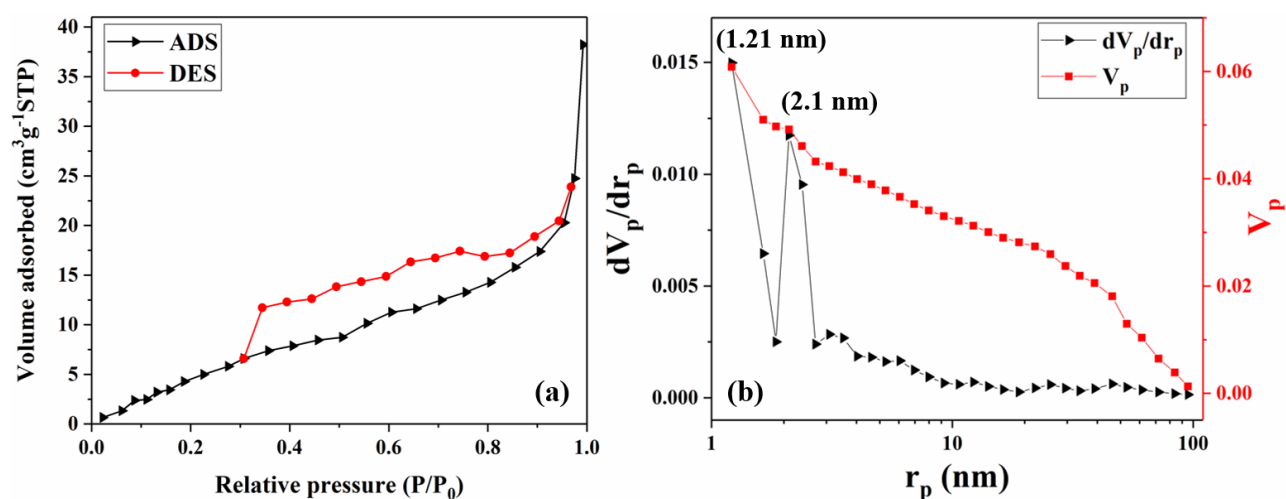 40
35
30
25
20
15
10
5
0
Volume adsorbed (cm³g⁻¹STP)
ADS
DES
(a)
0.0 0.2 0.4 0.6 0.8 1.0
Relative pressure (P/P₀)
(1.21 nm)
(2.1 nm)
dVₚ/drₚ
Vₚ
0.015
0.010
0.005
0.000
dVₚ/drₚ
(b)
0.06
0.04
0.02
0.00
Vₚ
1 10 100
rₚ (nm)